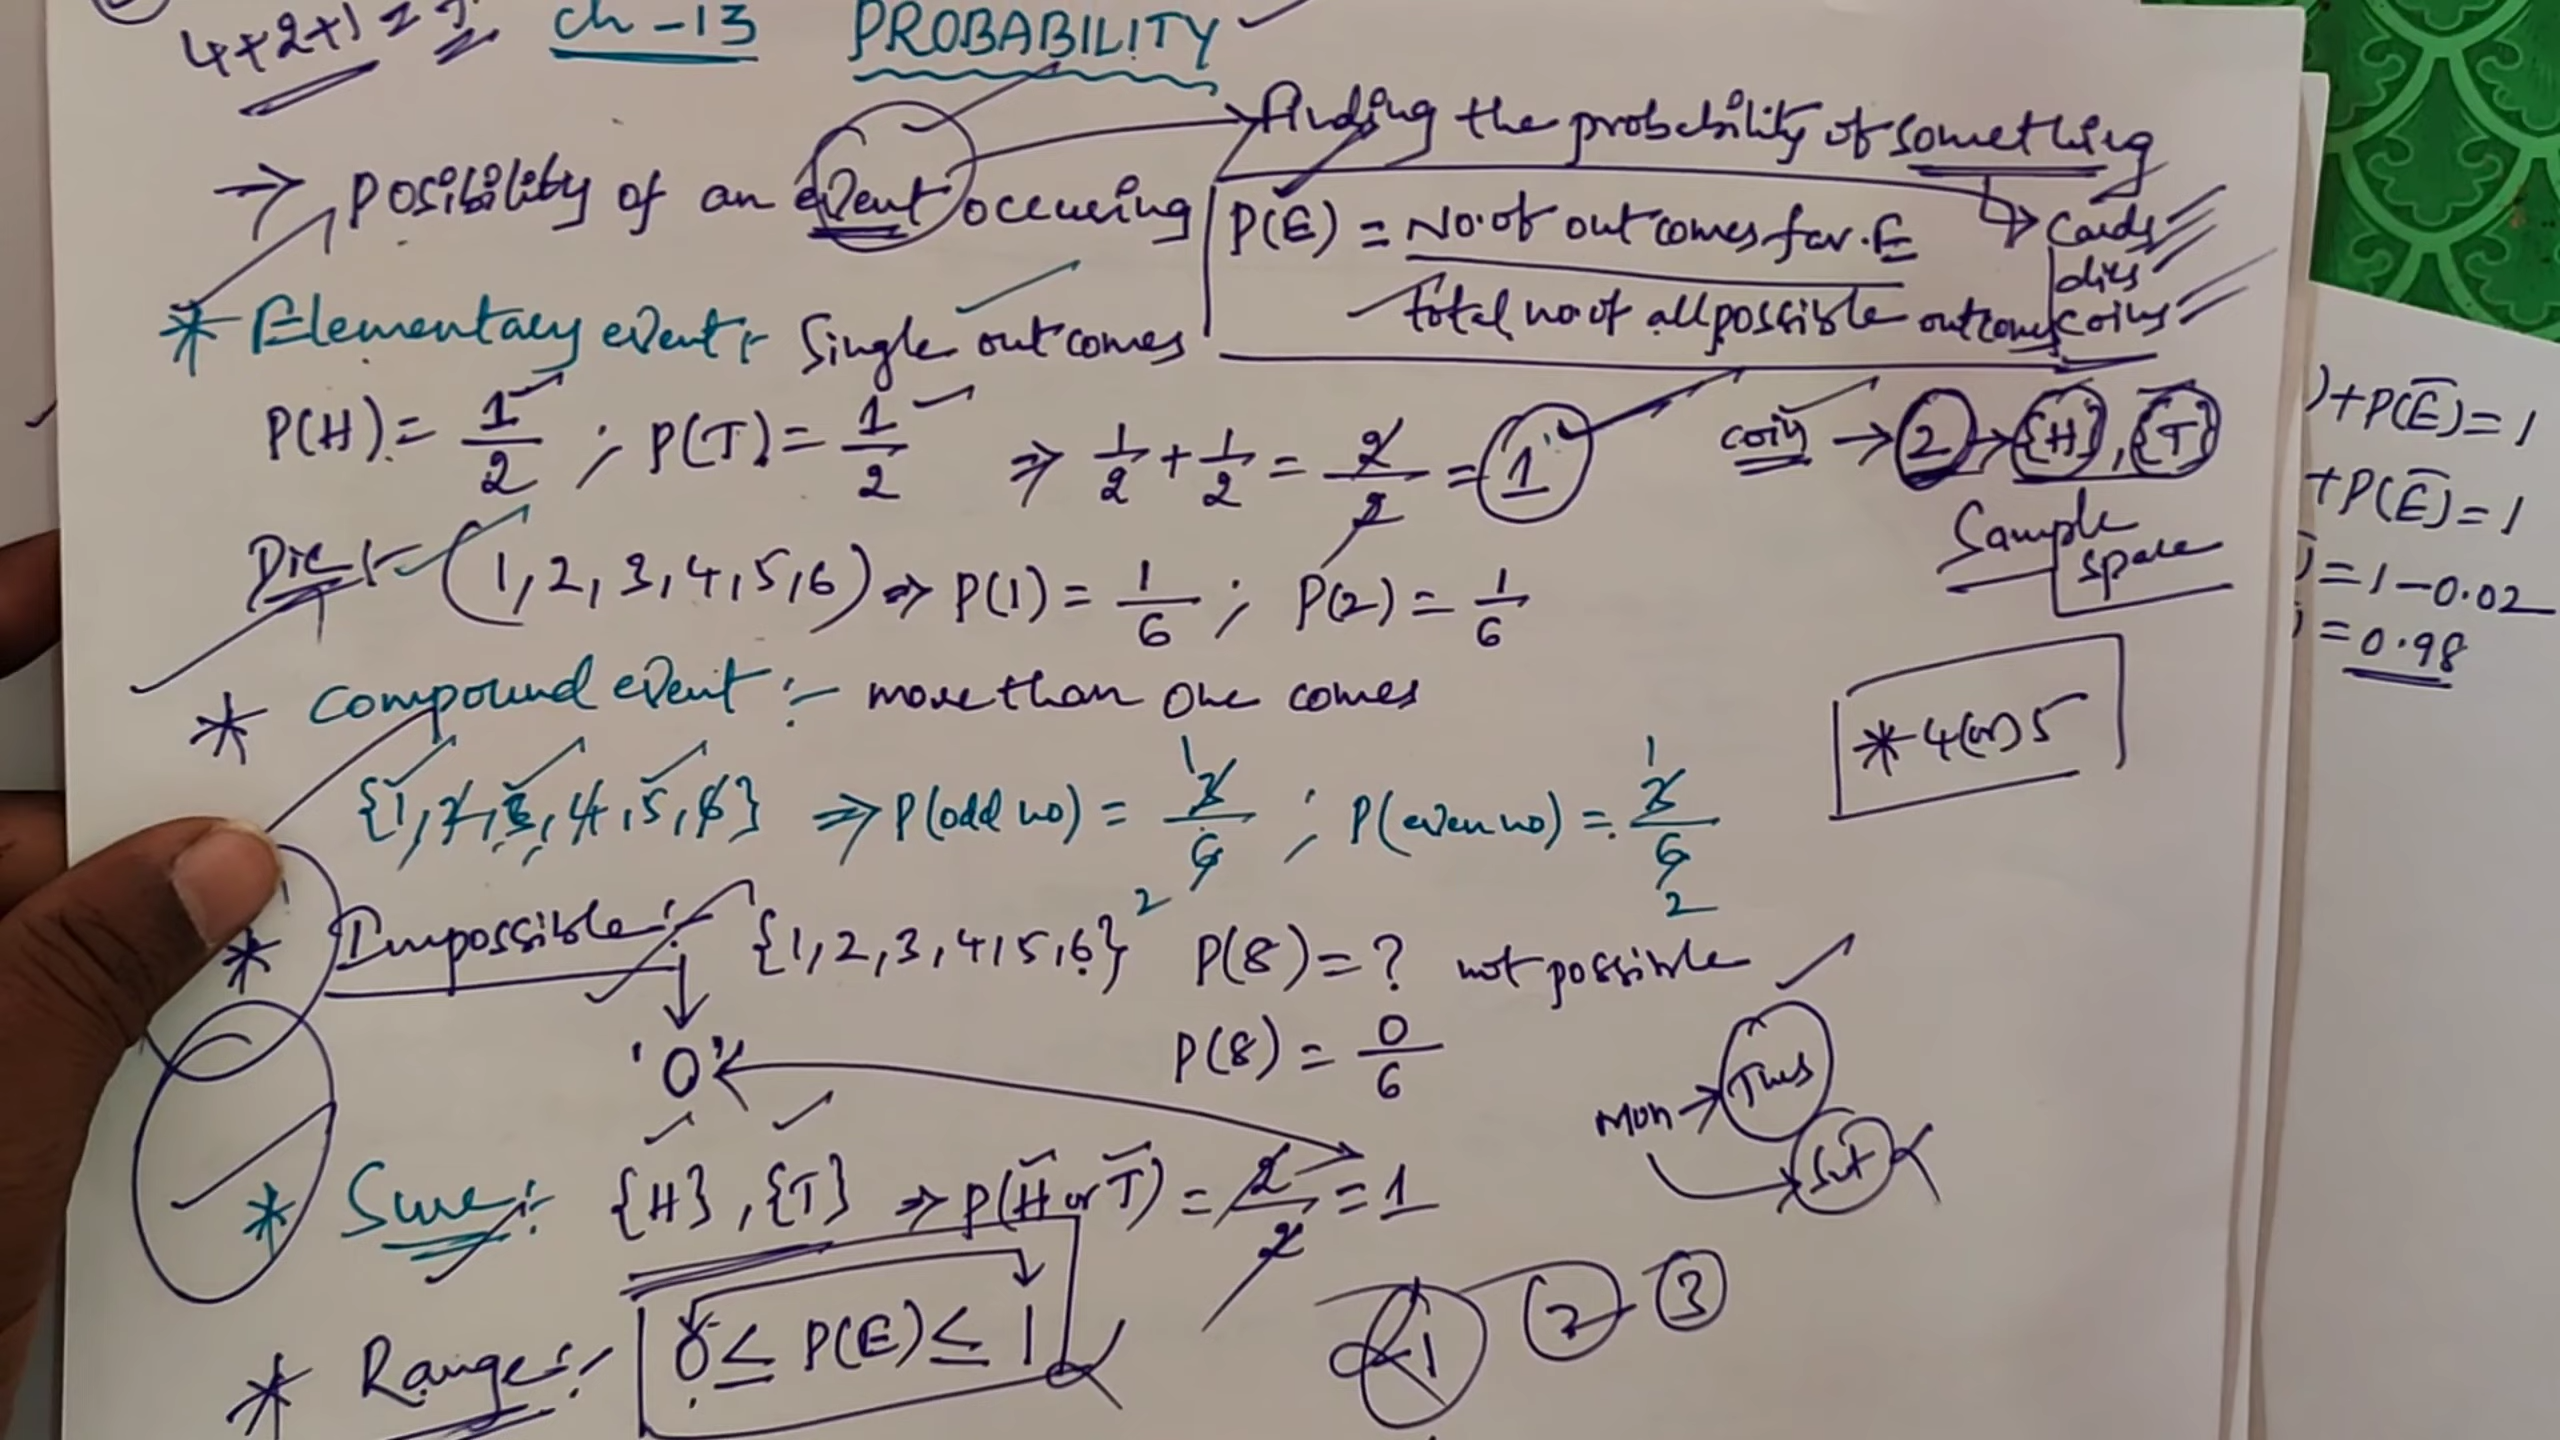 4+2+1=7 ch-13 PROBABILITY
→ Posibility of an event occuring
→ finding the probability of something
P(E) = No. of out comes fav. E
Total no of all possible outcomes
→ cards
dies
coins
* Elementary event :- Single out comes
P(H) = 1/2 ; P(T) = 1/2 ⇒ 1/2 + 1/2 = 2/2 = 1
coin → 2 → {H}, {T}
Sample space
Die :- (1,2,3,4,5,6) ⇒ P(1) = 1/6 ; P(2) = 1/6
* Compound event :- more than one comes
* 4(or)5
{1,2,3,4,5,6} ⇒ P(odd no) = 3/6 1/2 ; P(even no) = 3/6 1/2
* Impossible :- {1,2,3,4,5,6} P(8) = ? not possible
↓
'0' P(8) = 0/6
Mon → Tues
Sat
* Sure :- {H}, {T} ⇒ P(H or T) = 2/2 = 1
* Range :- 0 ≤ P(E) ≤ 1
1 2 3
)+P(Ē)=1
+P(Ē)=1
)=1-0.02
)=0.98